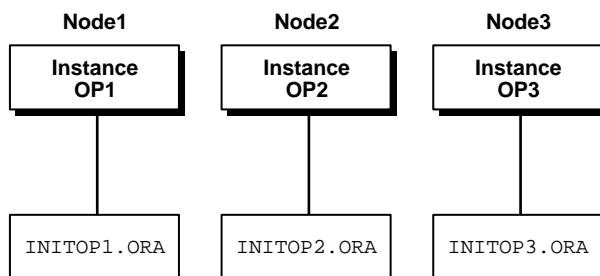 Node1 Node2 Node3
Instance Instance Instance
OP1 OP2 OP3
INITOP1.ORA INITOP2.ORA INITOP3.ORA